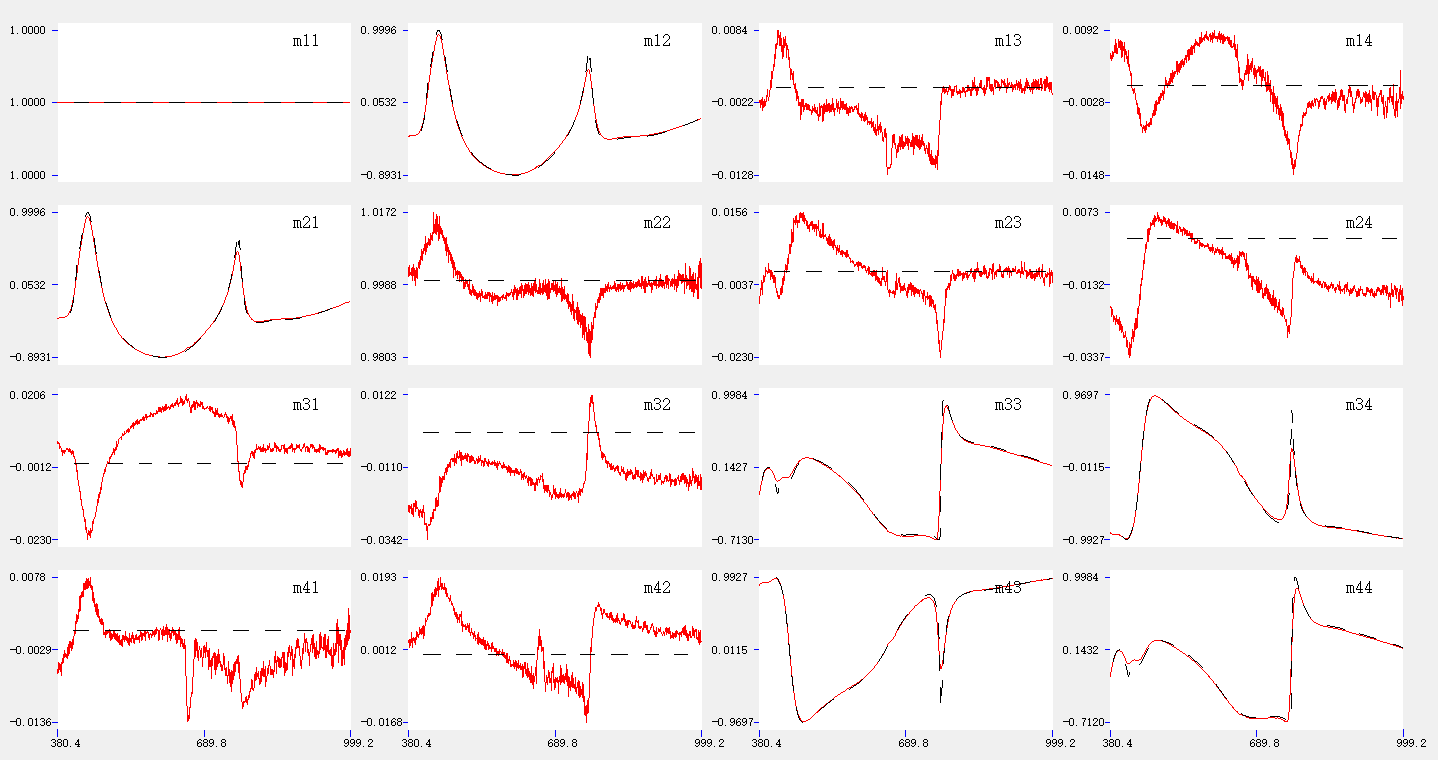 1.0000 m11 0.9996 m12 0.0084 m13 0.0092 m14
1.0000 0.0532 −0.0022 −0.0028
1.0000 −0.8931 −0.0128 −0.0148
0.9996 m21 1.0172 m22 0.0156 m23 0.0073 m24
0.0532 0.9988 −0.0037 −0.0132
−0.8931 0.9803 −0.0230 −0.0337
0.0206 m31 0.0122 m32 0.9984 m33 0.9697 m34
−0.0012 −0.0110 0.1427 −0.0115
−0.0230 −0.0342 −0.7130 −0.9927
0.0078 m41 0.0193 m42 0.9927 m43 0.9984 m44
−0.0029 0.0012 0.0115 0.1432
−0.0136 −0.0168 −0.9697 −0.7120
380.4 689.8 999.2 380.4 689.8 999.2 380.4 689.8 999.2 380.4 689.8 999.2